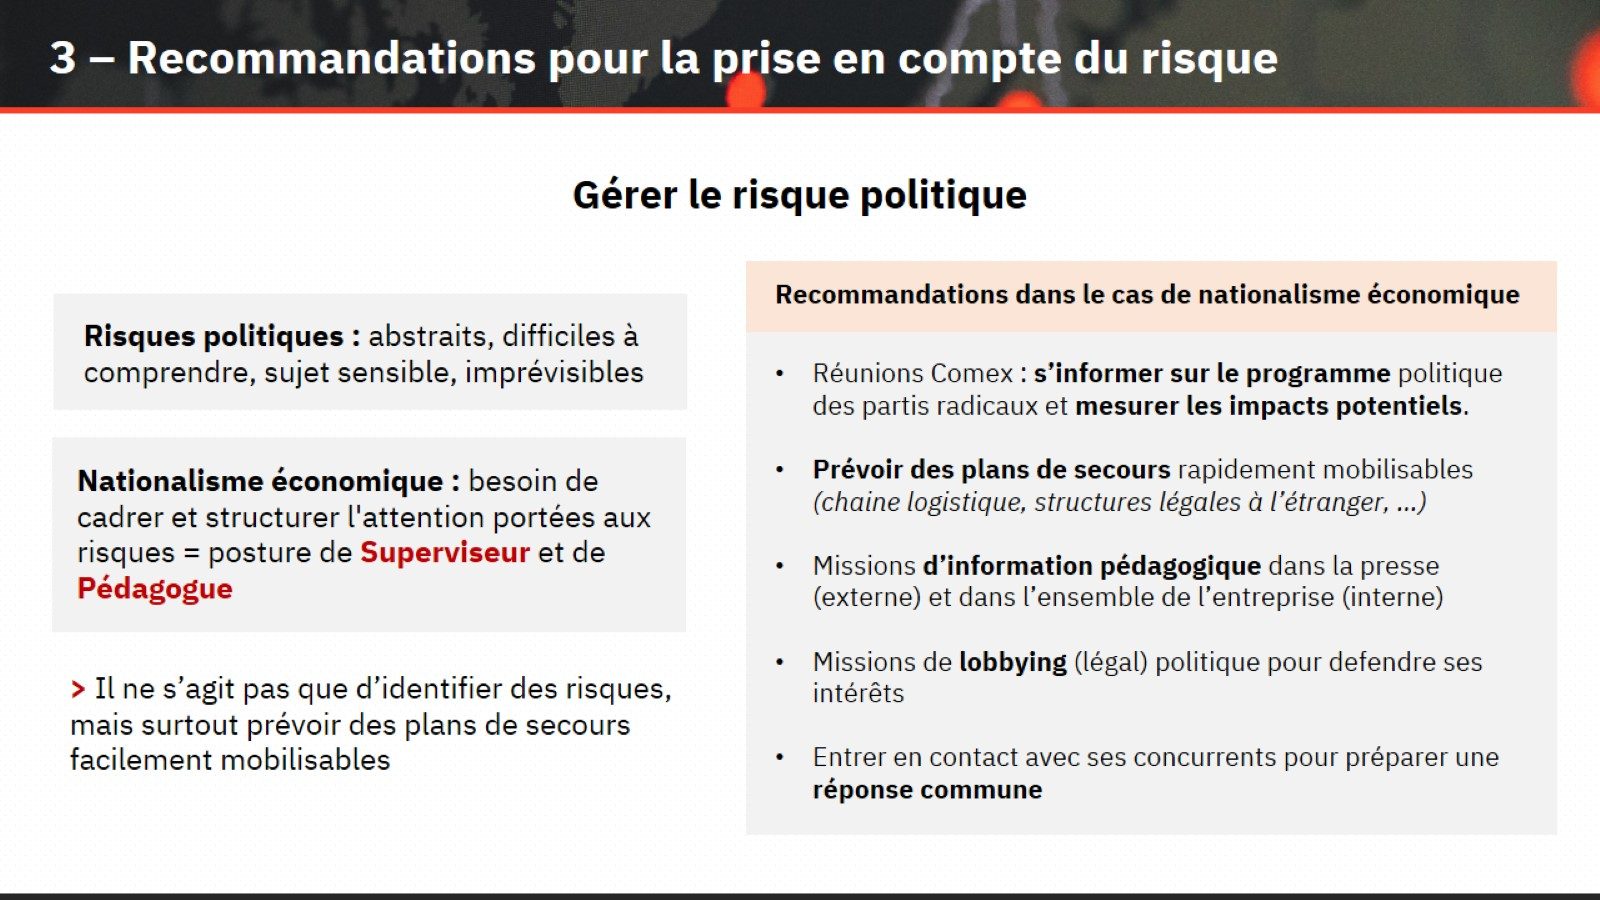 3 – Recommandations pour la prise en compte du risque
Gérer le risque politique
Risques politiques : abstraits, difficiles à
comprendre, sujet sensible, imprévisibles
Nationalisme économique : besoin de
cadrer et structurer l'attention portées aux
risques = posture de Superviseur et de
Pédagogue
> Il ne s’agit pas que d’identifier des risques,
mais surtout prévoir des plans de secours
facilement mobilisables
Recommandations dans le cas de nationalisme économique
• Réunions Comex : s’informer sur le programme politique
des partis radicaux et mesurer les impacts potentiels.
• Prévoir des plans de secours rapidement mobilisables
(chaine logistique, structures légales à l’étranger, …)
• Missions d’information pédagogique dans la presse
(externe) et dans l’ensemble de l’entreprise (interne)
• Missions de lobbying (légal) politique pour defendre ses
intérêts
• Entrer en contact avec ses concurrents pour préparer une
réponse commune